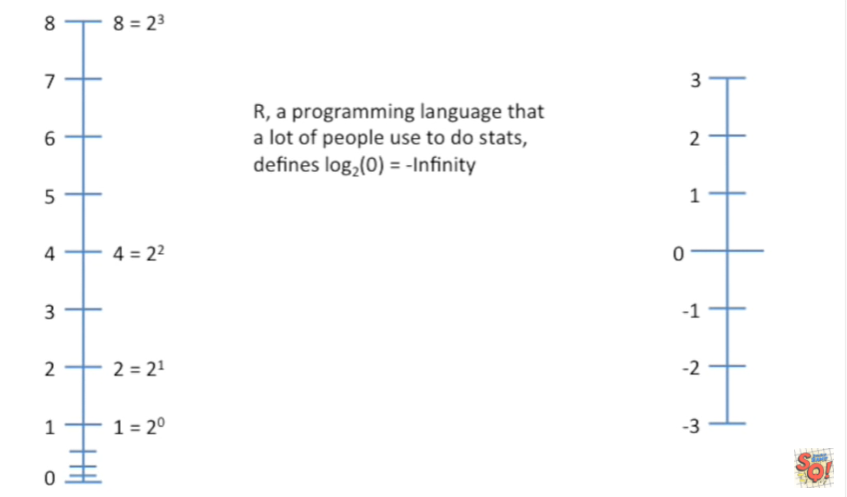 8
8 = 2³
7
6
5
4
4 = 2²
3
2
2 = 2¹
1
1 = 2⁰
0
R, a programming language that
a lot of people use to do stats,
defines log₂(0) = -Infinity
3
2
1
0
-1
-2
-3
SO!